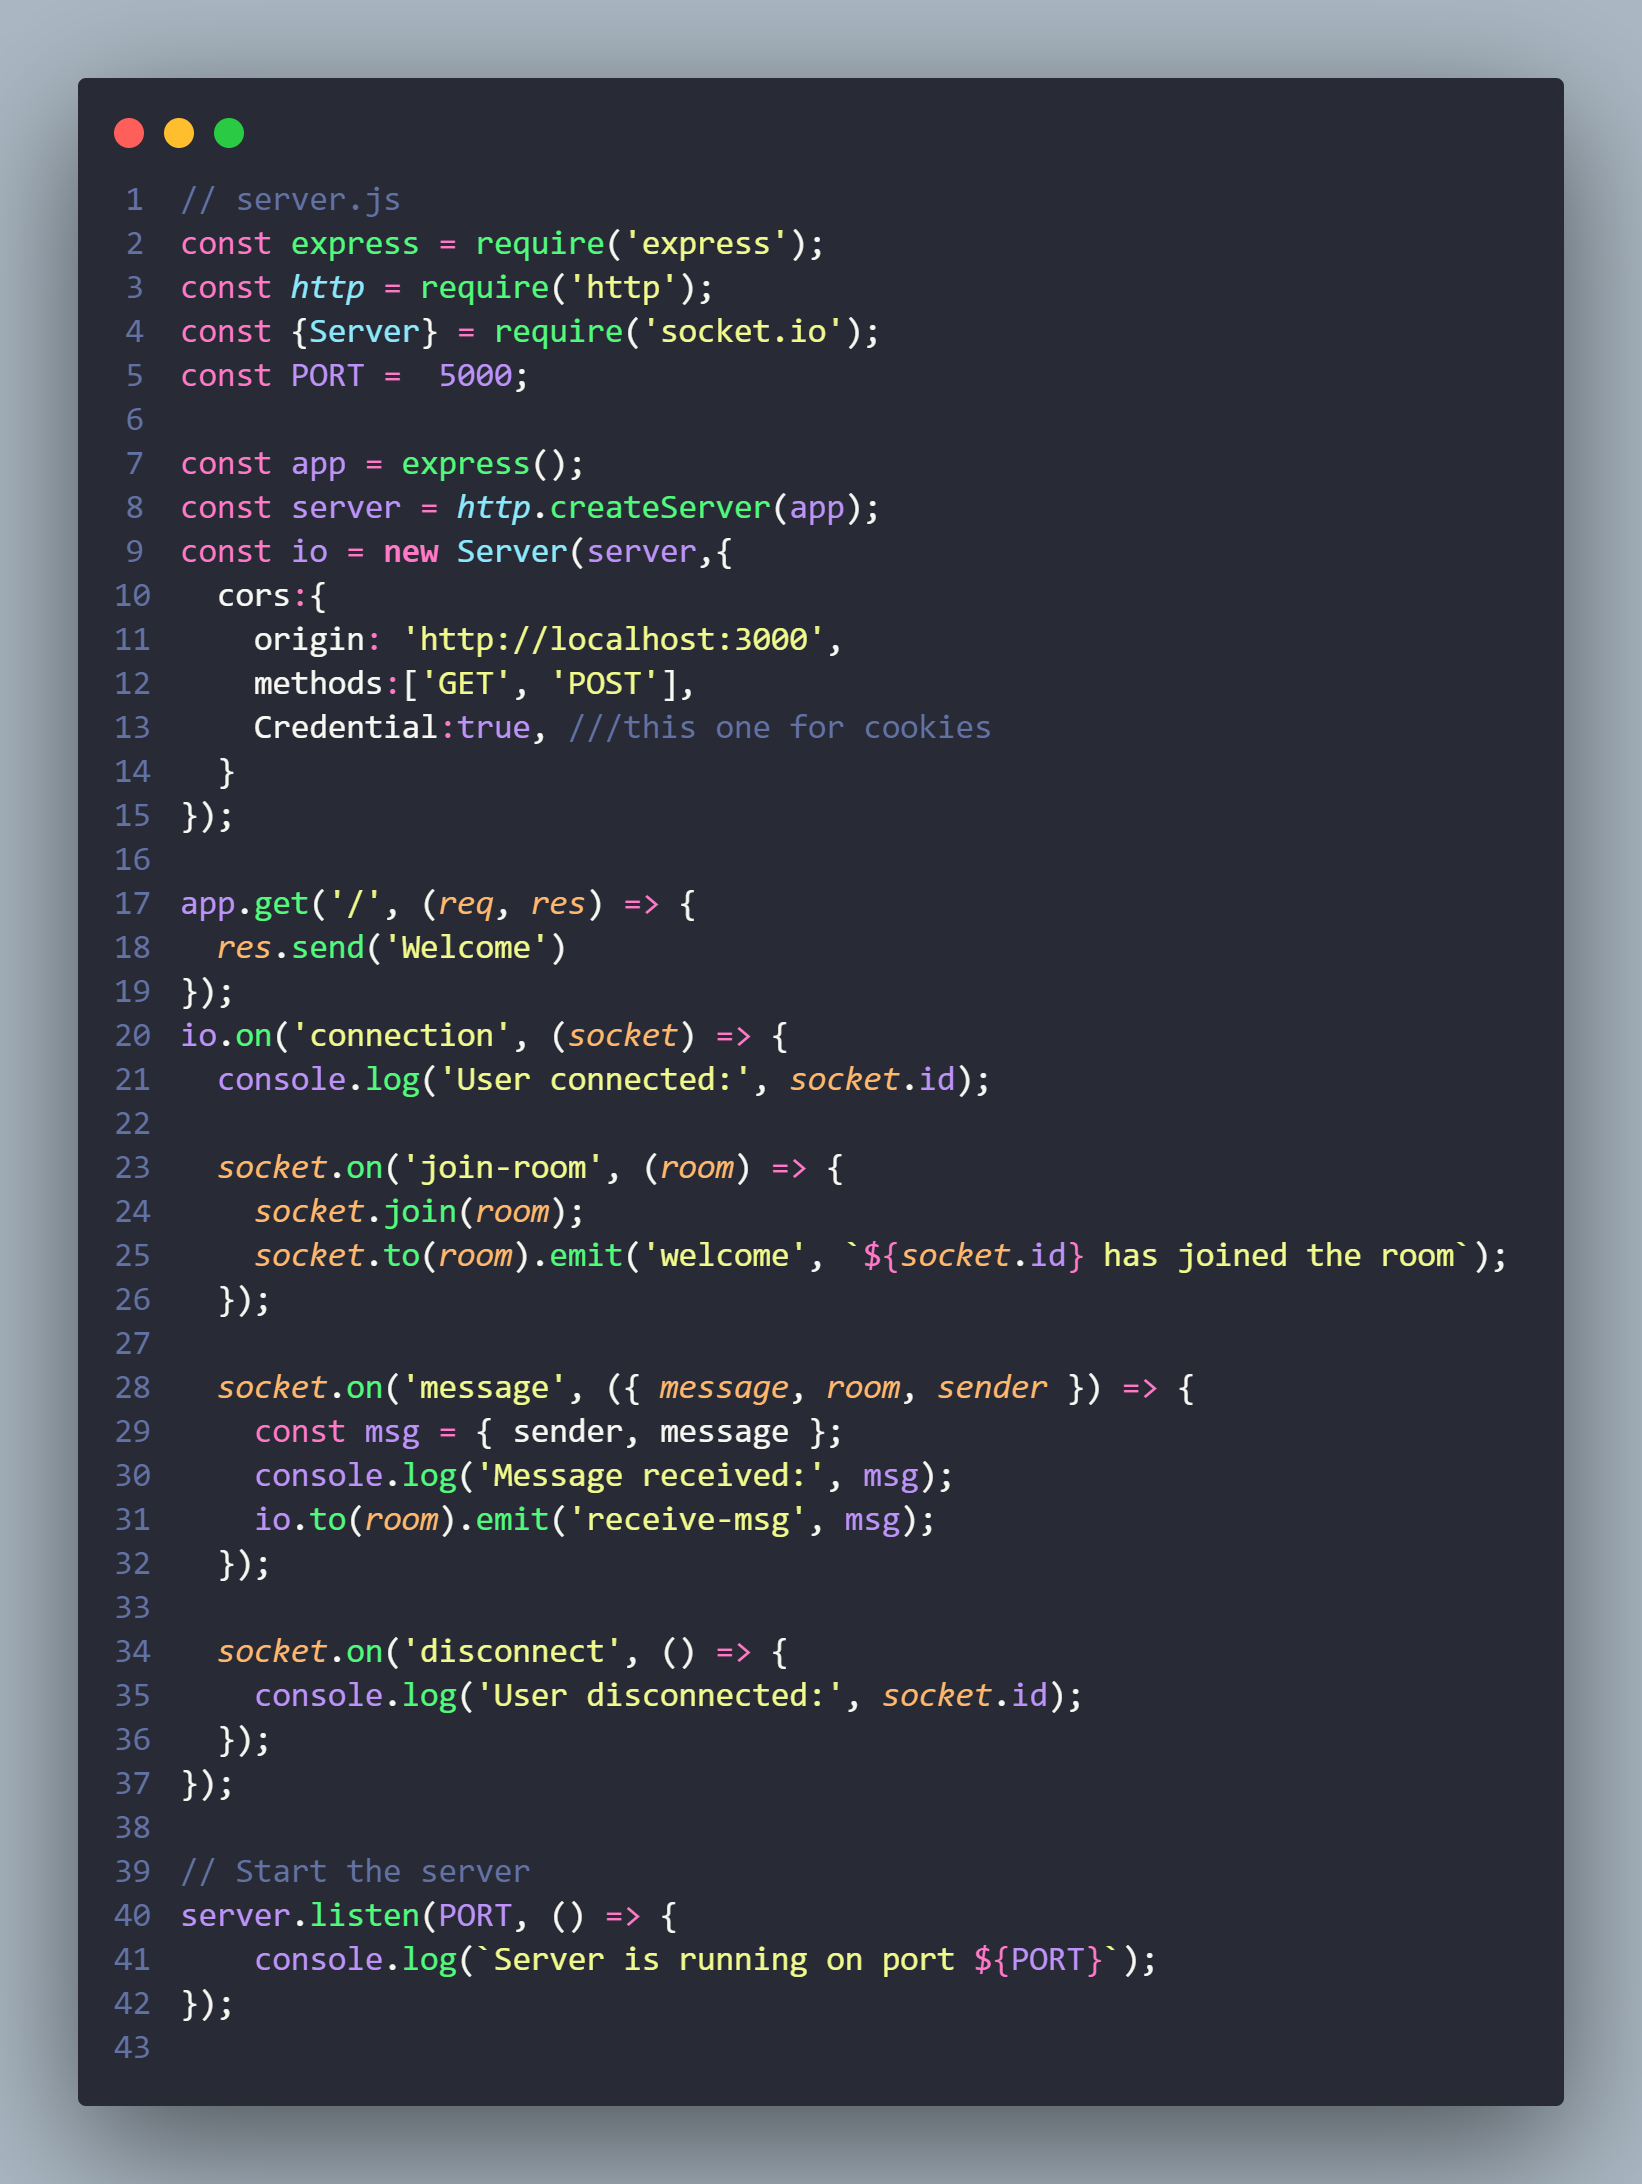 1 // server.js
2 const express = require('express');
3 const http = require('http');
4 const {Server} = require('socket.io');
5 const PORT =  5000;
6
7 const app = express();
8 const server = http.createServer(app);
9 const io = new Server(server,{
10   cors:{
11     origin: 'http://localhost:3000',
12     methods:['GET', 'POST'],
13     Credential:true, ///this one for cookies
14   }
15 });
16
17 app.get('/', (req, res) => {
18   res.send('Welcome')
19 });
20 io.on('connection', (socket) => {
21   console.log('User connected:', socket.id);
22
23   socket.on('join-room', (room) => {
24     socket.join(room);
25     socket.to(room).emit('welcome', `${socket.id} has joined the room`);
26   });
27
28   socket.on('message', ({ message, room, sender }) => {
29     const msg = { sender, message };
30     console.log('Message received:', msg);
31     io.to(room).emit('receive-msg', msg);
32   });
33
34   socket.on('disconnect', () => {
35     console.log('User disconnected:', socket.id);
36   });
37 });
38
39 // Start the server
40 server.listen(PORT, () => {
41     console.log(`Server is running on port ${PORT}`);
42 });
43